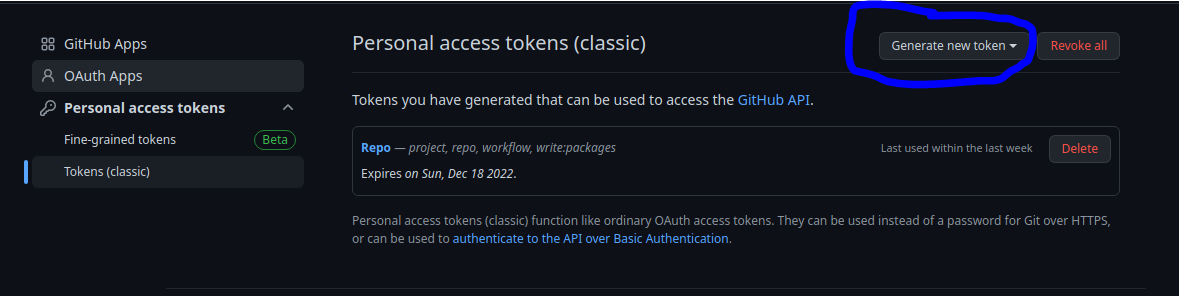 GitHub Apps
OAuth Apps
Personal access tokens
Fine-grained tokens Beta
Tokens (classic)
Personal access tokens (classic)
Generate new token
Revoke all
Tokens you have generated that can be used to access the GitHub API.
Repo — project, repo, workflow, write:packages
Last used within the last week
Delete
Expires on Sun, Dec 18 2022.
Personal access tokens (classic) function like ordinary OAuth access tokens. They can be used instead of a password for Git over HTTPS,
or can be used to authenticate to the API over Basic Authentication.